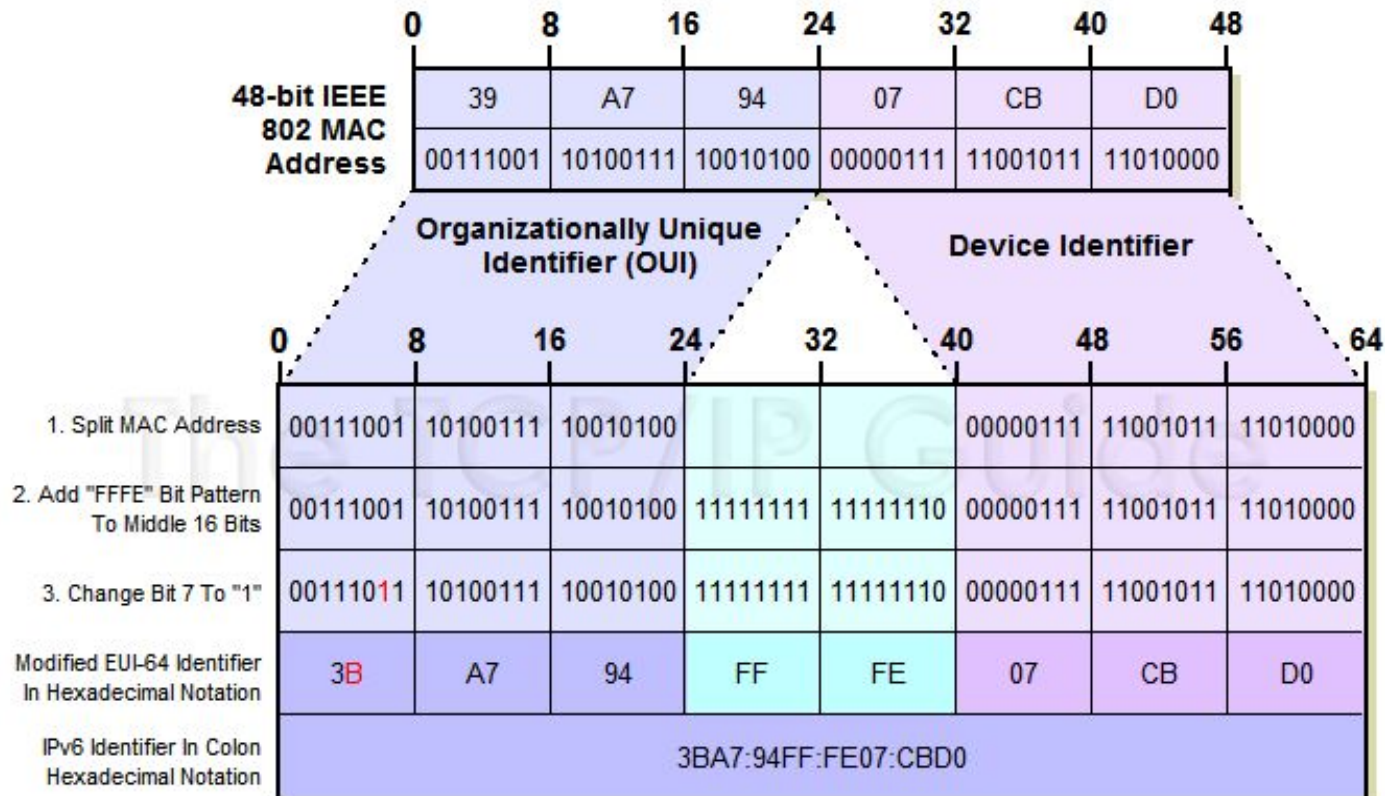 0 8 16 24 32 40 48
48-bit IEEE
802 MAC
Address
39 A7 94 07 CB D0
00111001 10100111 10010100 00000111 11001011 11010000
Organizationally Unique
Identifier (OUI)
Device Identifier
0 8 16 24 32 40 48 56 64
The TCP/IP Guide
1. Split MAC Address
00111001 10100111 10010100 00000111 11001011 11010000
2. Add "FFFE" Bit Pattern
To Middle 16 Bits
00111001 10100111 10010100 11111111 11111110 00000111 11001011 11010000
3. Change Bit 7 To "1"
00111011 10100111 10010100 11111111 11111110 00000111 11001011 11010000
Modified EUI-64 Identifier
In Hexadecimal Notation
3B A7 94 FF FE 07 CB D0
IPv6 Identifier In Colon
Hexadecimal Notation
3BA7:94FF:FE07:CBD0